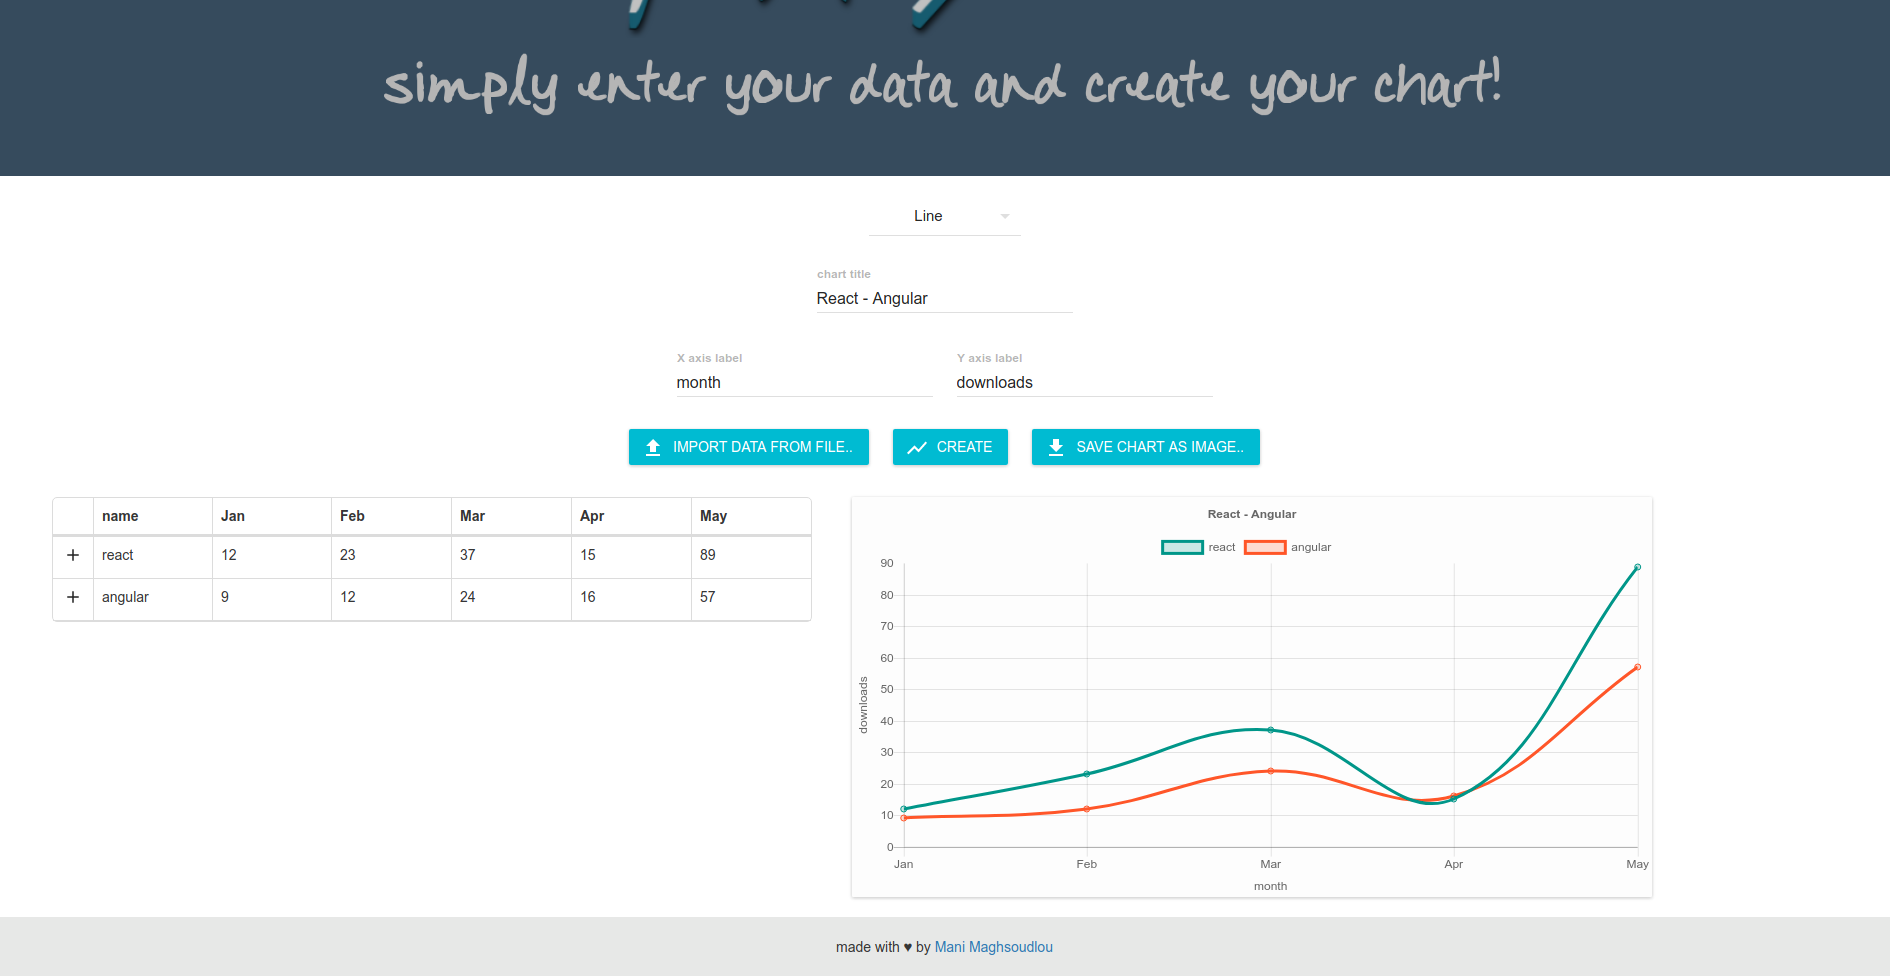 simply enter your data and create your chart!
Line
chart title
React - Angular
X axis label Y axis label
month downloads
IMPORT DATA FROM FILE.. CREATE SAVE CHART AS IMAGE..
name Jan Feb Mar Apr May
react 12 23 37 15 89
angular 9 12 24 16 57
React - Angular
react angular
90
80
70
60
50
40
30
20
10
0
downloads
Jan Feb Mar Apr May
month
made with ♥ by Mani Maghsoudlou